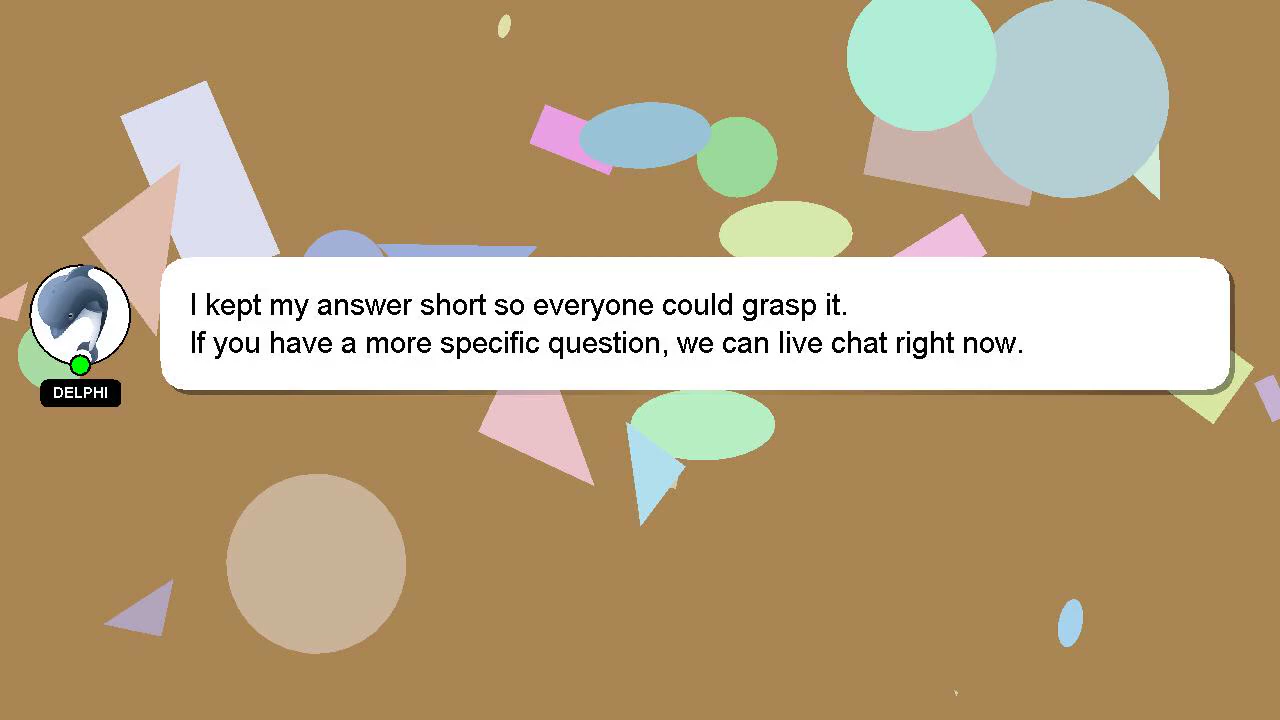 I kept my answer short so everyone could grasp it.
If you have a more specific question, we can live chat right now.
DELPHI